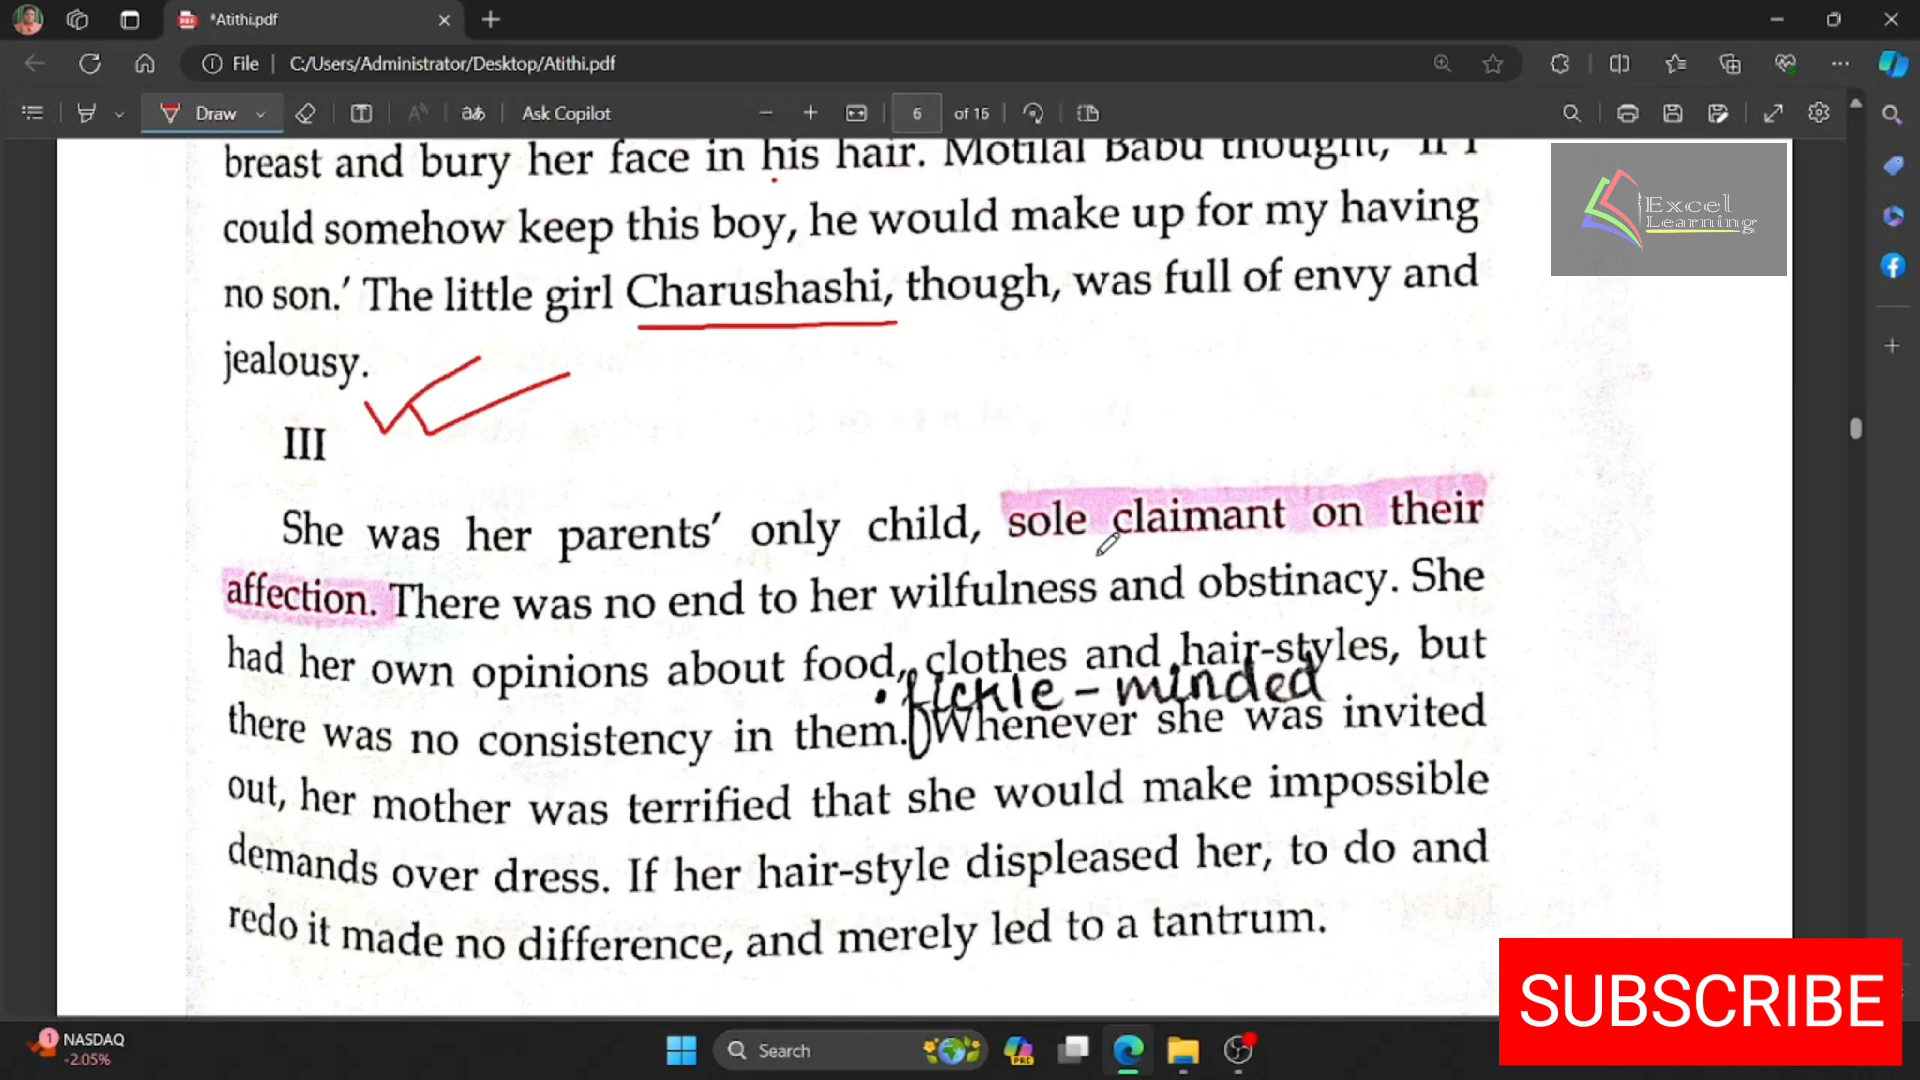 *Atithi.pdf
File C:/Users/Administrator/Desktop/Atithi.pdf
Draw aあ Ask Copilot 6 of 15
breast and bury her face in his hair. Motilal Babu thought, 'If I
could somehow keep this boy, he would make up for my having
no son.' The little girl Charushashi, though, was full of envy and
jealousy.
Excel
Learning
III
She was her parents' only child, sole claimant on their
affection. There was no end to her wilfulness and obstinacy. She
had her own opinions about food, clothes and hair-styles, but
fickle-minded
there was no consistency in them. Whenever she was invited
out, her mother was terrified that she would make impossible
demands over dress. If her hair-style displeased her, to do and
redo it made no difference, and merely led to a tantrum.
SUBSCRIBE
1 NASDAQ
-2.05%
Search
PRE